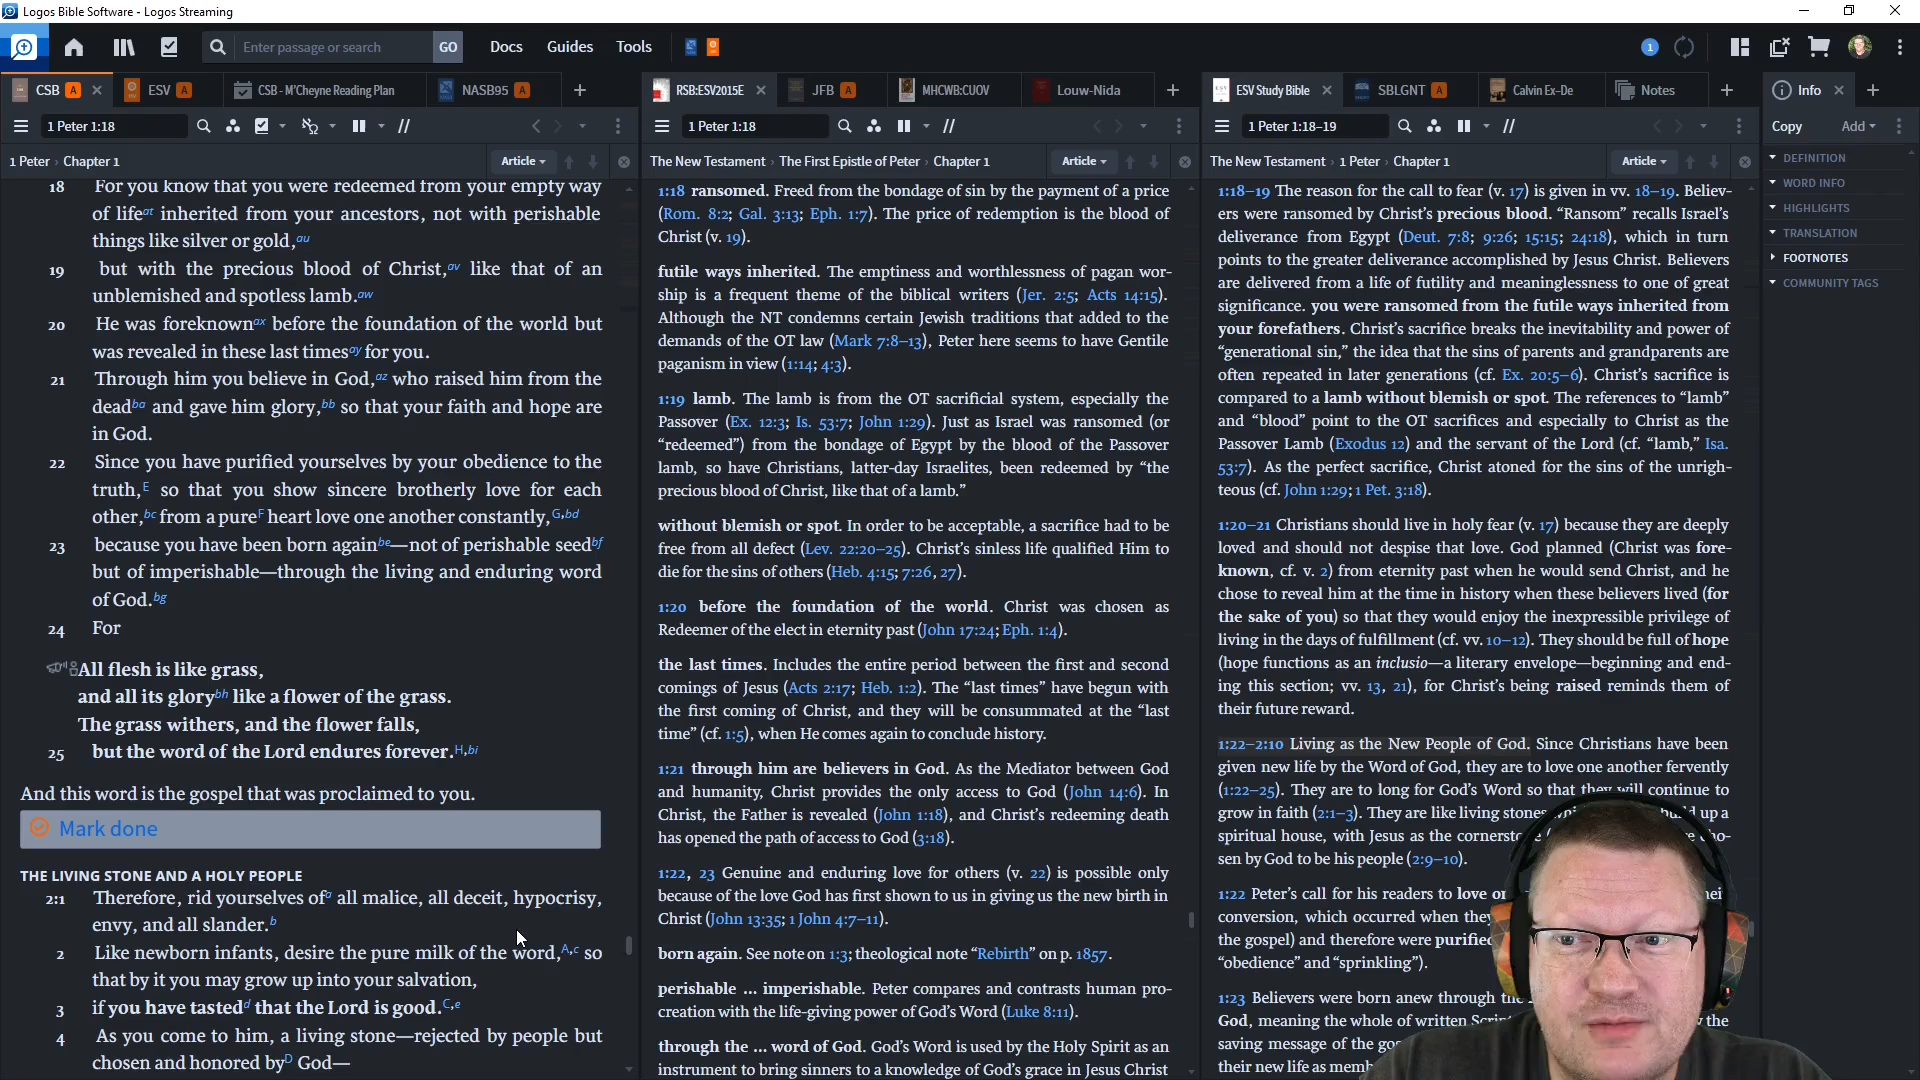 Logos Bible Software - Logos Streaming
Enter passage or search
GO
Docs
Guides
Tools
1
CSB A
ESV A
CSB - M'Cheyne Reading Plan
NASB95 A
RSB:ESV2015E
JFB A
MHCWB:CUOV
Louw-Nida
ESV Study Bible
SBLGNT A
Calvin Ex–De
Notes
Info
1 Peter 1:18
1 Peter 1:18
1 Peter 1:18–19
Copy
Add
1 Peter › Chapter 1
Article
The New Testament › The First Epistle of Peter › Chapter 1
Article
The New Testament › 1 Peter › Chapter 1
Article
DEFINITION
WORD INFO
HIGHLIGHTS
TRANSLATION
FOOTNOTES
COMMUNITY TAGS
18 For you know that you were redeemed from your empty way
of life at inherited from your ancestors, not with perishable
things like silver or gold, au
19 but with the precious blood of Christ, av like that of an
unblemished and spotless lamb. aw
20 He was foreknown ax before the foundation of the world but
was revealed in these last times ay for you.
21 Through him you believe in God, az who raised him from the
dead ba and gave him glory, bb so that your faith and hope are
in God.
22 Since you have purified yourselves by your obedience to the
truth, E so that you show sincere brotherly love for each
other, bc from a pure F heart love one another constantly, G,bd
23 because you have been born again be—not of perishable seed bf
but of imperishable—through the living and enduring word
of God. bg
24 For
All flesh is like grass,
and all its glory bh like a flower of the grass.
The grass withers, and the flower falls,
25 but the word of the Lord endures forever. H,bi
And this word is the gospel that was proclaimed to you.
Mark done
THE LIVING STONE AND A HOLY PEOPLE
2:1 Therefore, rid yourselves of a all malice, all deceit, hypocrisy,
envy, and all slander. b
2 Like newborn infants, desire the pure milk of the word, A,c so
that by it you may grow up into your salvation,
3 if you have tasted d that the Lord is good. C,e
4 As you come to him, a living stone—rejected by people but
chosen and honored by D God—
1:18 ransomed. Freed from the bondage of sin by the payment of a price
(Rom. 8:2; Gal. 3:13; Eph. 1:7). The price of redemption is the blood of
Christ (v. 19).
futile ways inherited. The emptiness and worthlessness of pagan wor-
ship is a frequent theme of the biblical writers (Jer. 2:5; Acts 14:15).
Although the NT condemns certain Jewish traditions that added to the
demands of the OT law (Mark 7:8–13), Peter here seems to have Gentile
paganism in view (1:14; 4:3).
1:19 lamb. The lamb is from the OT sacrificial system, especially the
Passover (Ex. 12:3; Is. 53:7; John 1:29). Just as Israel was ransomed (or
“redeemed”) from the bondage of Egypt by the blood of the Passover
lamb, so have Christians, latter-day Israelites, been redeemed by “the
precious blood of Christ, like that of a lamb.”
without blemish or spot. In order to be acceptable, a sacrifice had to be
free from all defect (Lev. 22:20–25). Christ’s sinless life qualified Him to
die for the sins of others (Heb. 4:15; 7:26, 27).
1:20 before the foundation of the world. Christ was chosen as
Redeemer of the elect in eternity past (John 17:24; Eph. 1:4).
the last times. Includes the entire period between the first and second
comings of Jesus (Acts 2:17; Heb. 1:2). The “last times” have begun with
the first coming of Christ, and they will be consummated at the “last
time” (cf. 1:5), when He comes again to conclude history.
1:21 through him are believers in God. As the Mediator between God
and humanity, Christ provides the only access to God (John 14:6). In
Christ, the Father is revealed (John 1:18), and Christ’s redeeming death
has opened the path of access to God (3:18).
1:22, 23 Genuine and enduring love for others (v. 22) is possible only
because of the love God has first shown to us in giving us the new birth in
Christ (John 13:35; 1 John 4:7–11).
born again. See note on 1:3; theological note “Rebirth” on p. 1857.
perishable ... imperishable. Peter compares and contrasts human pro-
creation with the life-giving power of God’s Word (Luke 8:11).
through the ... word of God. God’s Word is used by the Holy Spirit as an
instrument to bring sinners to a knowledge of God’s grace in Jesus Christ
1:18–19 The reason for the call to fear (v. 17) is given in vv. 18–19. Believ-
ers were ransomed by Christ’s precious blood. “Ransom” recalls Israel’s
deliverance from Egypt (Deut. 7:8; 9:26; 15:15; 24:18), which in turn
points to the greater deliverance accomplished by Jesus Christ. Believers
are delivered from a life of futility and meaninglessness to one of great
significance. you were ransomed from the futile ways inherited from
your forefathers. Christ’s sacrifice breaks the inevitability and power of
“generational sin,” the idea that the sins of parents and grandparents are
often repeated in later generations (cf. Ex. 20:5–6). Christ’s sacrifice is
compared to a lamb without blemish or spot. The references to “lamb”
and “blood” point to the OT sacrifices and especially to Christ as the
Passover Lamb (Exodus 12) and the servant of the Lord (cf. “lamb,” Isa.
53:7). As the perfect sacrifice, Christ atoned for the sins of the unrigh-
teous (cf. John 1:29; 1 Pet. 3:18).
1:20–21 Christians should live in holy fear (v. 17) because they are deeply
loved and should not despise that love. God planned (Christ was fore-
known, cf. v. 2) from eternity past when he would send Christ, and he
chose to reveal him at the time in history when these believers lived (for
the sake of you) so that they would enjoy the inexpressible privilege of
living in the days of fulfillment (cf. vv. 10–12). They should be full of hope
(hope functions as an inclusio—a literary envelope—beginning and end-
ing this section; vv. 13, 21), for Christ’s being raised reminds them of
their future reward.
1:22–2:10 Living as the New People of God. Since Christians have been
given new life by the Word of God, they are to love one another fervently
(1:22–25). They are to long for God’s Word so that they will continue to
grow in faith (2:1–3). They are like living stones build up a
spiritual house, with Jesus as the cornerstone
sen by God to be his people (2:9–10).
1:22 Peter’s call for his readers to love
conversion, which occurred when they
the gospel) and therefore were purified
“obedience” and “sprinkling”).
1:23 Believers were born anew through
God, meaning the whole of written the
saving message of the
their new life as